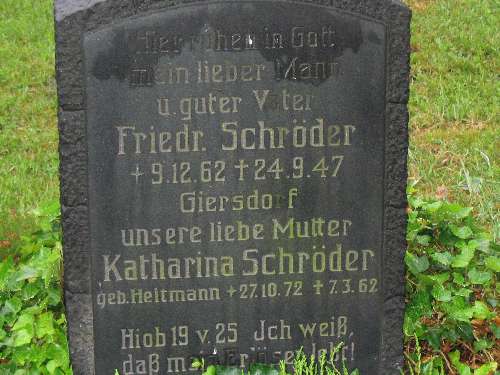 Hier ruhen in Gott
mein lieber Mann
u. guter Vater
Friedr. Schröder
+ 9.12.62 + 24.9.47
Giersdorf
unsere liebe Mutter
Katharina Schröder
geb. Heitmann + 27.10.72 + 7.3.62
Hiob 19 v. 25 Jch weiß,
daß mein Erlöser lebt!